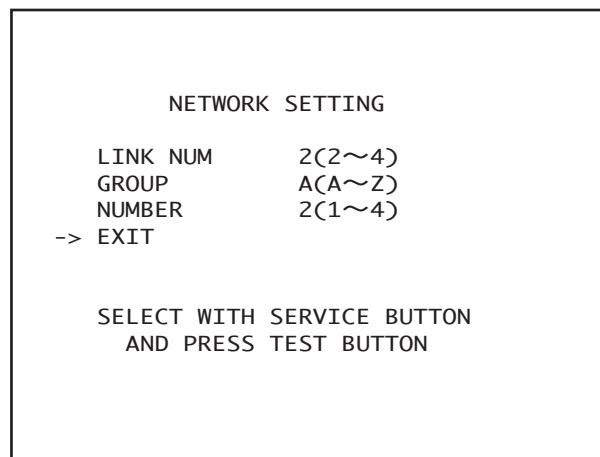 NETWORK SETTING
LINK NUM 2(2～4)
GROUP A(A～Z)
NUMBER 2(1～4)
-> EXIT
SELECT WITH SERVICE BUTTON
AND PRESS TEST BUTTON